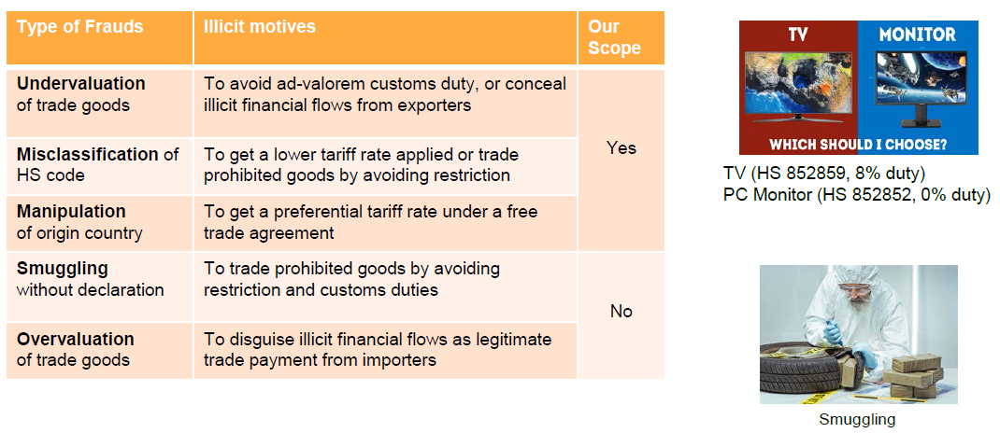 Type of Frauds
Illicit motives
Our
Scope
Undervaluation
of trade goods
To avoid ad-valorem customs duty, or conceal
illicit financial flows from exporters
Yes
Misclassification of
HS code
To get a lower tariff rate applied or trade
prohibited goods by avoiding restriction
Manipulation
of origin country
To get a preferential tariff rate under a free
trade agreement
Smuggling
without declaration
To trade prohibited goods by avoiding
restriction and customs duties
No
Overvaluation
of trade goods
To disguise illicit financial flows as legitimate
trade payment from importers
TV
MONITOR
WHICH SHOULD I CHOOSE?
TV (HS 852859, 8% duty)
PC Monitor (HS 852852, 0% duty)
Smuggling